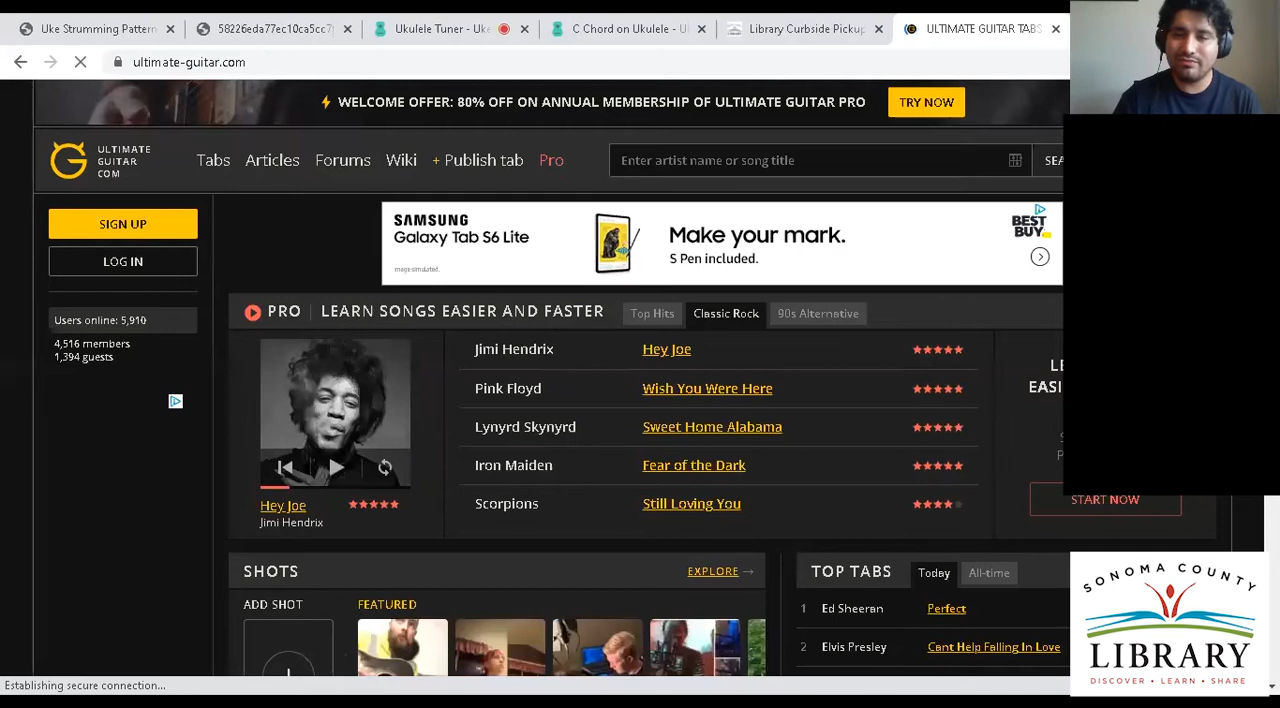 Uke Strumming Pattern
58226eda77ec10ca5cc7
Ukulele Tuner - Uke
C Chord on Ukulele - U
Library Curbside Pickup
ULTIMATE GUITAR TABS
ultimate-guitar.com
WELCOME OFFER: 80% OFF ON ANNUAL MEMBERSHIP OF ULTIMATE GUITAR PRO
TRY NOW
ULTIMATE
GUITAR
COM
Tabs
Articles
Forums
Wiki
+ Publish tab
Pro
Enter artist name or song title
SEA
SIGN UP
LOG IN
Users online: 5,910
4,516 members
1,394 guests
SAMSUNG
Galaxy Tab S6 Lite
Image simulated.
Make your mark.
S Pen included.
BEST
BUY
PRO | LEARN SONGS EASIER AND FASTER
Top Hits
Classic Rock
90s Alternative
Jimi Hendrix Hey Joe
Pink Floyd Wish You Were Here
Lynyrd Skynyrd Sweet Home Alabama
Iron Maiden Fear of the Dark
Scorpions Still Loving You
Hey Joe
Jimi Hendrix
LE
EASI
START NOW
SHOTS
EXPLORE →
ADD SHOT
FEATURED
TOP TABS
Today
All-time
1 Ed Sheeran Perfect
2 Elvis Presley Cant Help Falling In Love
Establishing secure connection...
SONOMA COUNTY
LIBRARY
DISCOVER • LEARN • SHARE